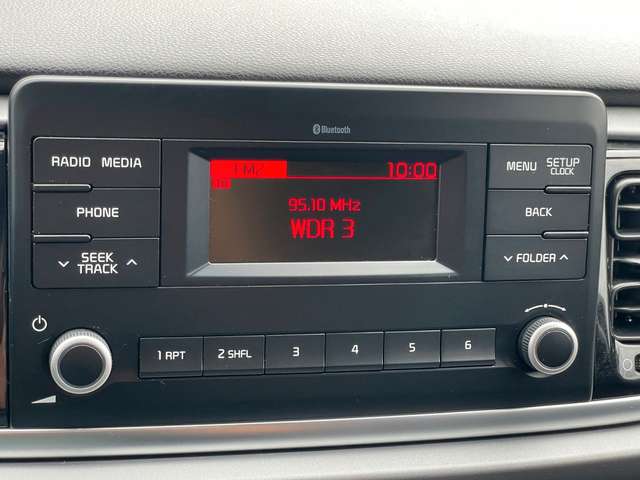 Bluetooth
RADIO MEDIA
PHONE
SEEK
TRACK
10:00
95.10 MHz
WDR 3
MENU
SETUP
CLOCK
BACK
FOLDER
1 RPT
2 SHFL
3
4
5
6